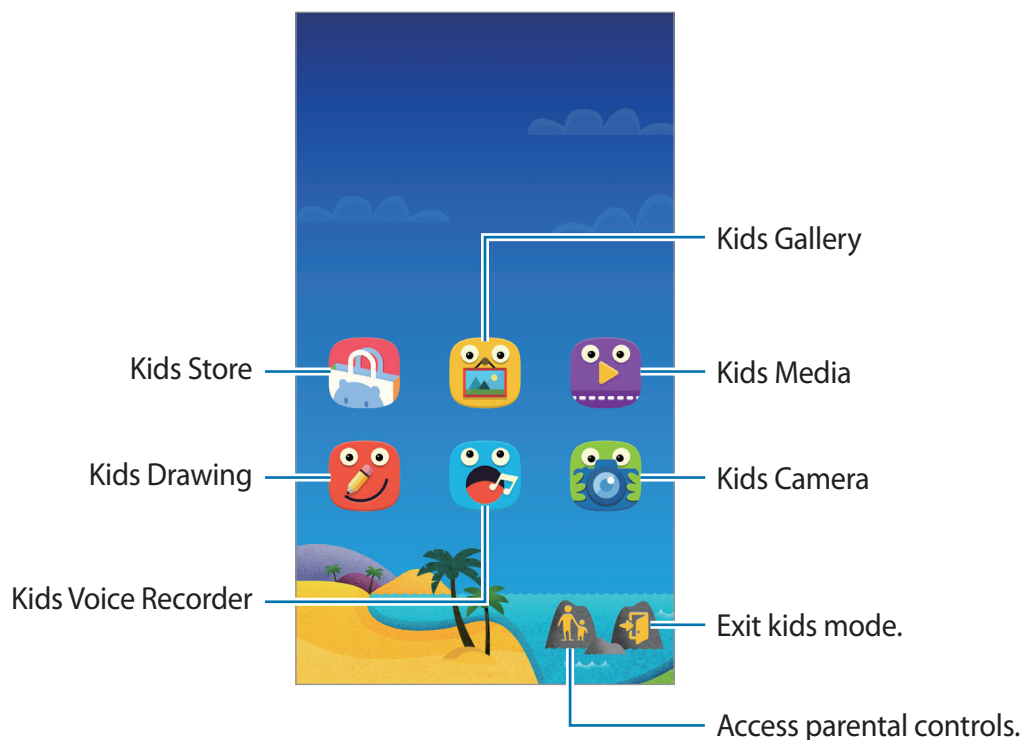 Kids Gallery
Kids Store
Kids Media
Kids Drawing
Kids Camera
Kids Voice Recorder
Exit kids mode.
Access parental controls.